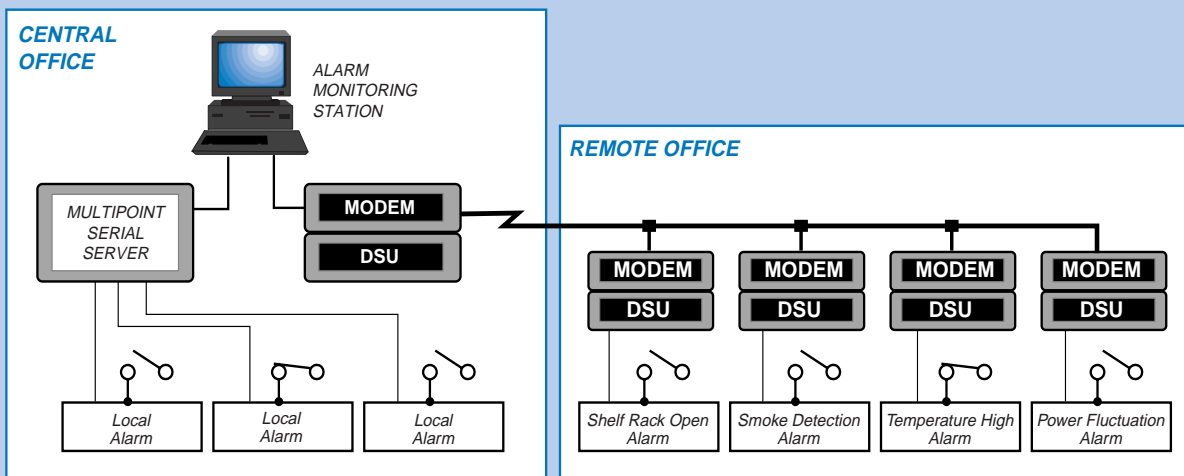 CENTRAL
OFFICE
ALARM
MONITORING
STATION
MULTIPOINT
SERIAL
SERVER
MODEM
DSU
Local
Alarm
Local
Alarm
Local
Alarm
REMOTE OFFICE
MODEM
DSU
MODEM
DSU
MODEM
DSU
MODEM
DSU
Shelf Rack Open
Alarm
Smoke Detection
Alarm
Temperature High
Alarm
Power Fluctuation
Alarm